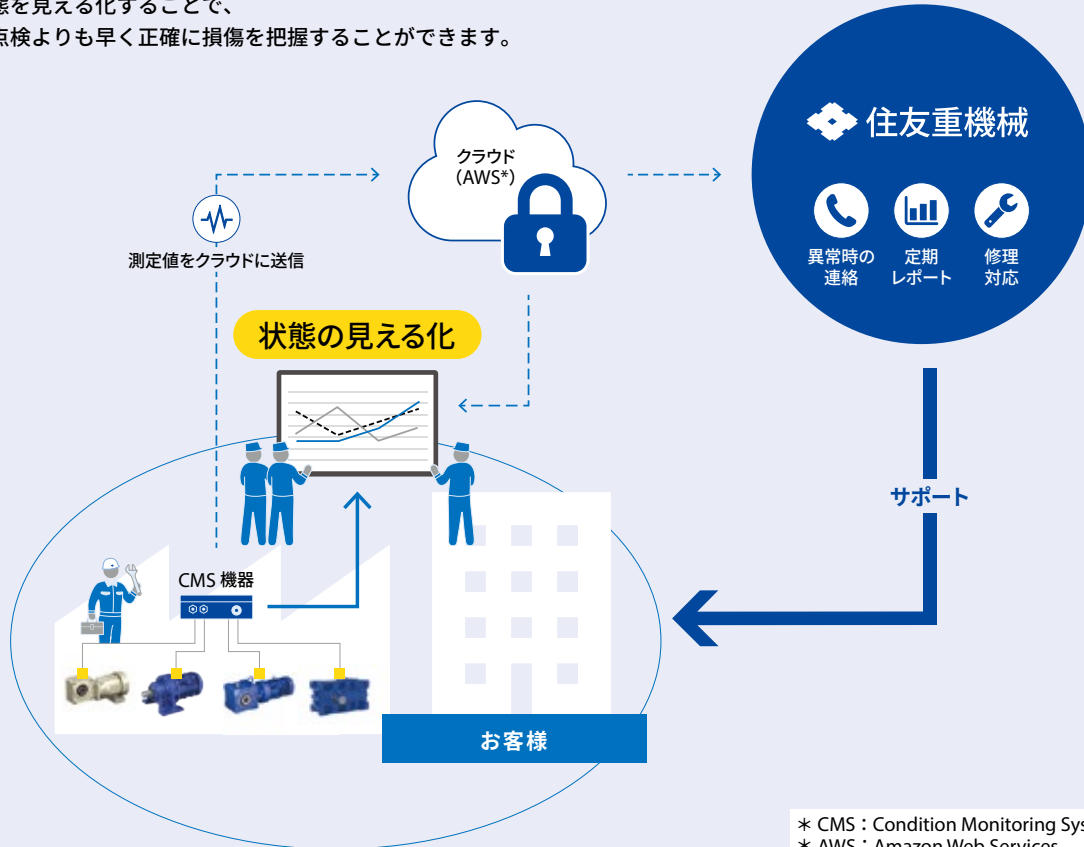 態を見える化することで、
点検よりも早く正確に損傷を把握することができます。
クラウド
（AWS*）
住友重機械
測定値をクラウドに送信
異常時の
連絡
定期
レポート
修理
対応
状態の見える化
サポート
CMS 機器
お客様
＊ CMS：Condition Monitoring Sys
＊ AWS：Amazon Web Services